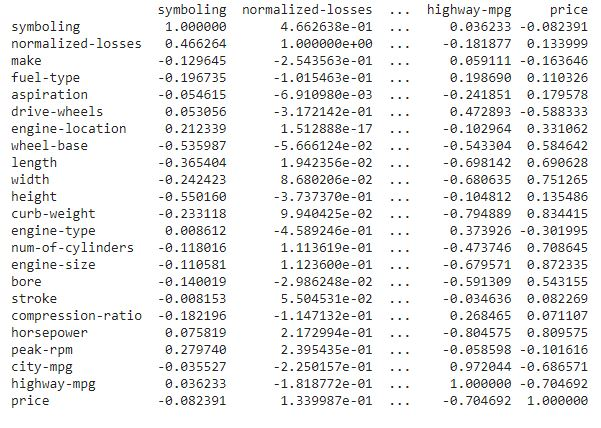 symboling normalized-losses ... highway-mpg price
symboling 1.000000 4.662638e-01 ... 0.036233 -0.082391
normalized-losses 0.466264 1.000000e+00 ... -0.181877 0.133999
make -0.129645 -2.543563e-01 ... 0.059111 -0.163646
fuel-type -0.196735 -1.015463e-01 ... 0.198690 0.110326
aspiration -0.054615 -6.910980e-03 ... -0.241851 0.179578
drive-wheels 0.053056 -3.172142e-01 ... 0.472893 -0.588333
engine-location 0.212339 1.512888e-17 ... -0.102964 0.331062
wheel-base -0.535987 -5.666124e-02 ... -0.543304 0.584642
length -0.365404 1.942356e-02 ... -0.698142 0.690628
width -0.242423 8.680206e-02 ... -0.680635 0.751265
height -0.550160 -3.737370e-01 ... -0.104812 0.135486
curb-weight -0.233118 9.940425e-02 ... -0.794889 0.834415
engine-type 0.008612 -4.589246e-01 ... 0.373926 -0.301995
num-of-cylinders -0.118016 1.113619e-01 ... -0.473746 0.708645
engine-size -0.110581 1.123600e-01 ... -0.679571 0.872335
bore -0.140019 -2.986248e-02 ... -0.591309 0.543155
stroke -0.008153 5.504531e-02 ... -0.034636 0.082269
compression-ratio -0.182196 -1.147132e-01 ... 0.268465 0.071107
horsepower 0.075819 2.172994e-01 ... -0.804575 0.809575
peak-rpm 0.279740 2.395435e-01 ... -0.058598 -0.101616
city-mpg -0.035527 -2.250157e-01 ... 0.972044 -0.686571
highway-mpg 0.036233 -1.818772e-01 ... 1.000000 -0.704692
price -0.082391 1.339987e-01 ... -0.704692 1.000000